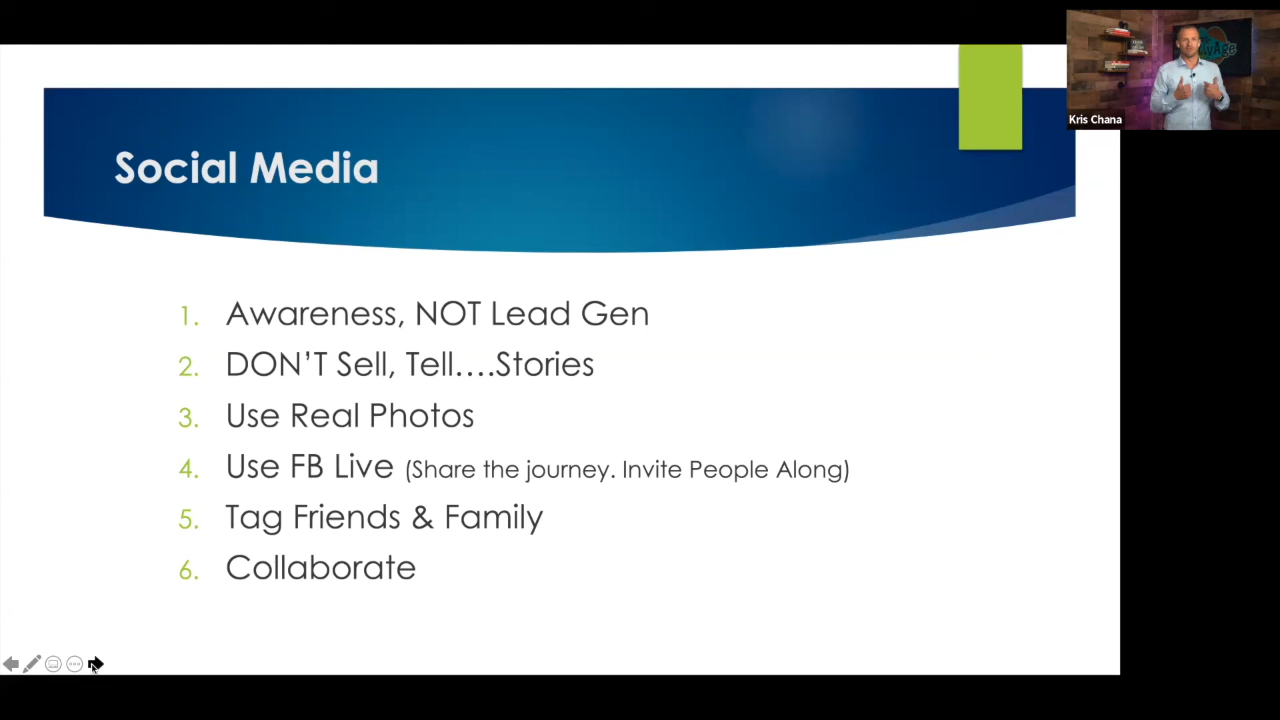 Social Media
1. Awareness, NOT Lead Gen
2. DON’T Sell, Tell....Stories
3. Use Real Photos
4. Use FB Live (Share the journey. Invite People Along)
5. Tag Friends & Family
6. Collaborate
Kris Chana